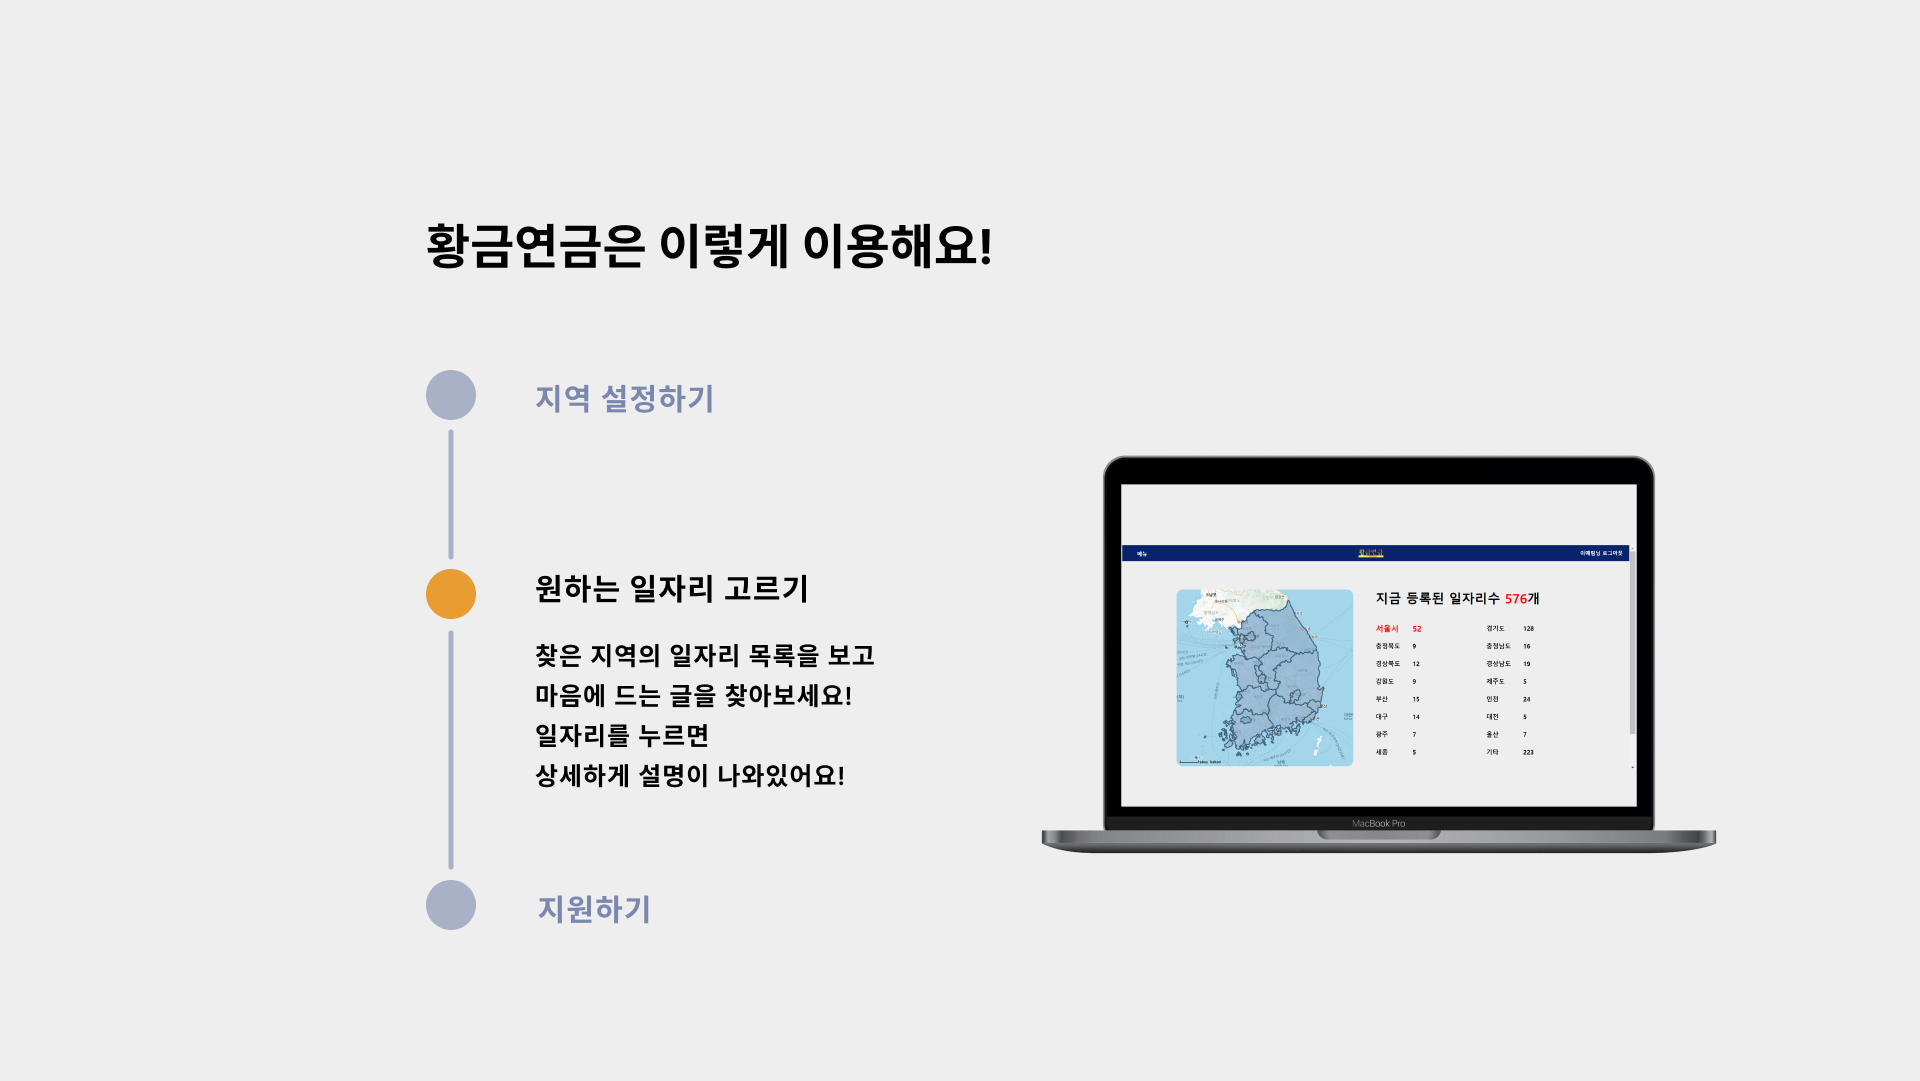 황금연금은 이렇게 이용해요!
지역 설정하기
원하는 일자리 고르기
찾은 지역의 일자리 목록을 보고
마음에 드는 글을 찾아보세요!
일자리를 누르면
상세하게 설명이 나와있어요!
지원하기
메뉴 황금연금 로그아웃
지금 등록된 일자리수 576개
서울시 52 경기도 128
충청북도 9 충청남도 16
경상북도 12 경상남도 19
강원도 9 제주도 5
부산 15 인천 24
대구 14 대전 5
광주 7 울산 7
세종 5 기타 223
MacBook Pro